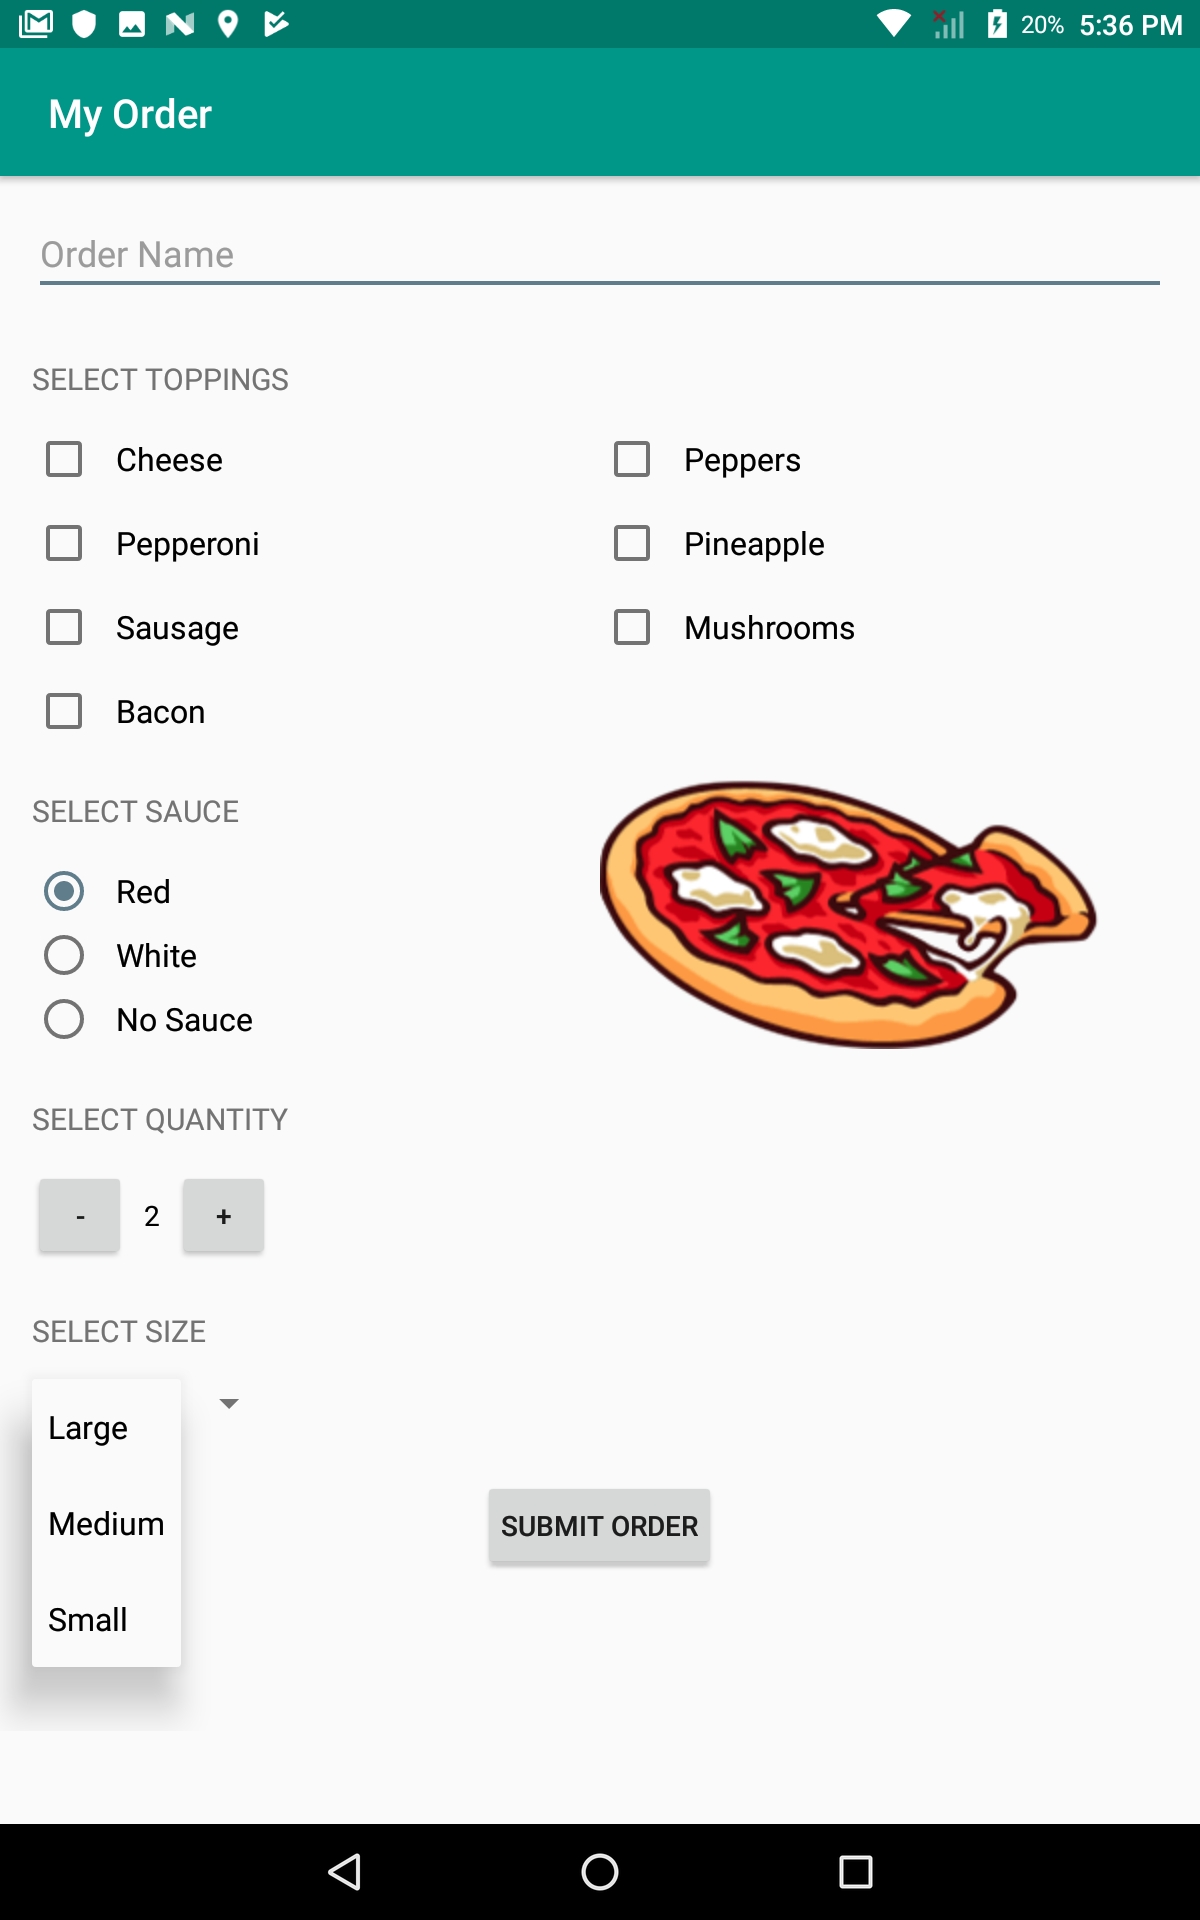 20% 5:36 PM
My Order
Order Name
SELECT TOPPINGS
Cheese
Peppers
Pepperoni
Pineapple
Sausage
Mushrooms
Bacon
SELECT SAUCE
Red
White
No Sauce
SELECT QUANTITY
- 2 +
SELECT SIZE
Large
Medium
SUBMIT ORDER
Small